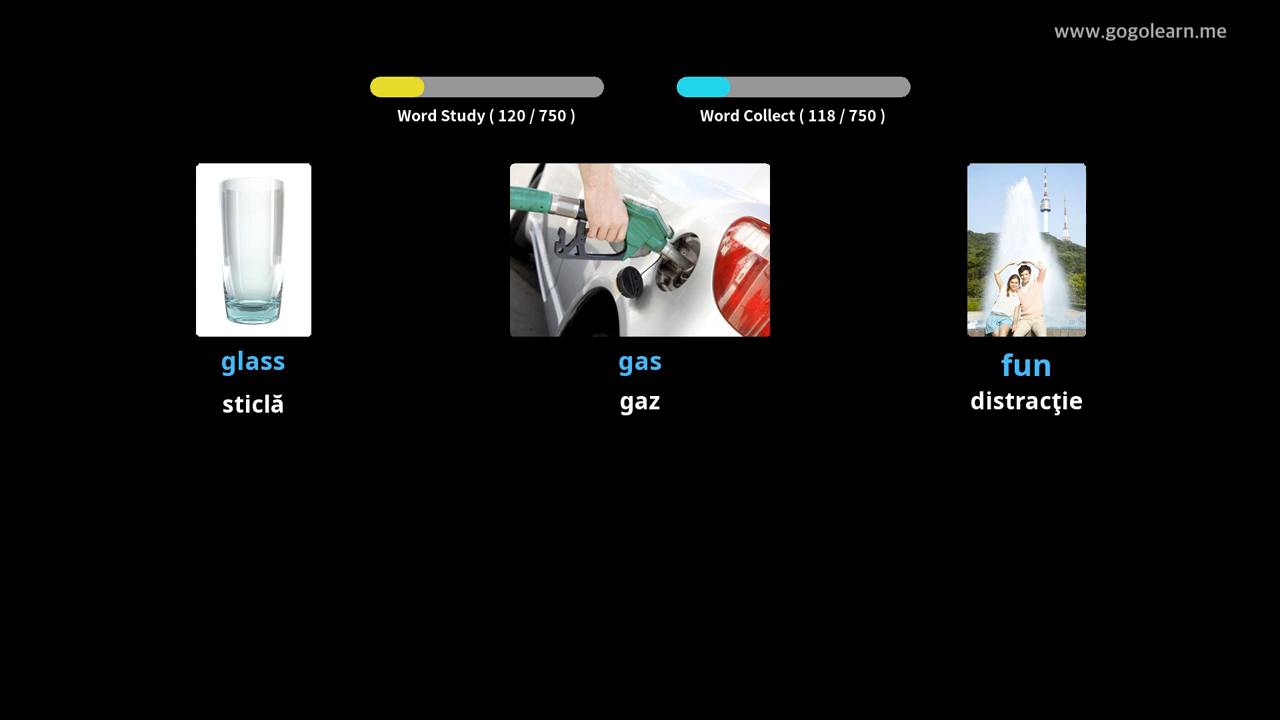 www.gogolearn.me
Word Study ( 120 / 750 )
Word Collect ( 118 / 750 )
glass
gas
fun
sticlă
gaz
distracţie